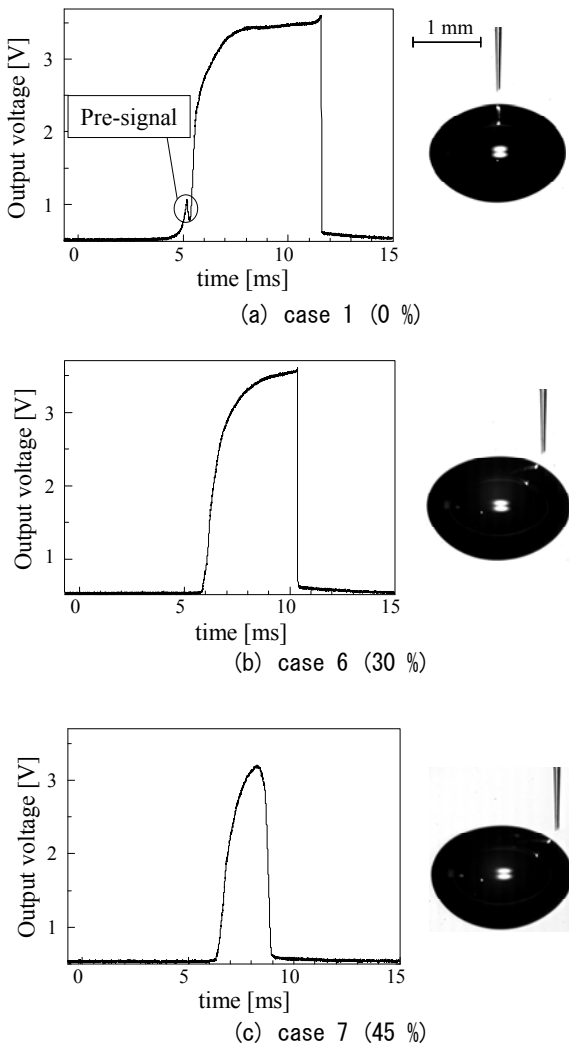 Output voltage [V]
3
2
1
Pre-signal
0 5 10 15
time [ms]
1 mm
(a) case 1 (0 %)
Output voltage [V]
3
2
1
0 5 10 15
time [ms]
(b) case 6 (30 %)
Output voltage [V]
3
2
1
0 5 10 15
time [ms]
(c) case 7 (45 %)